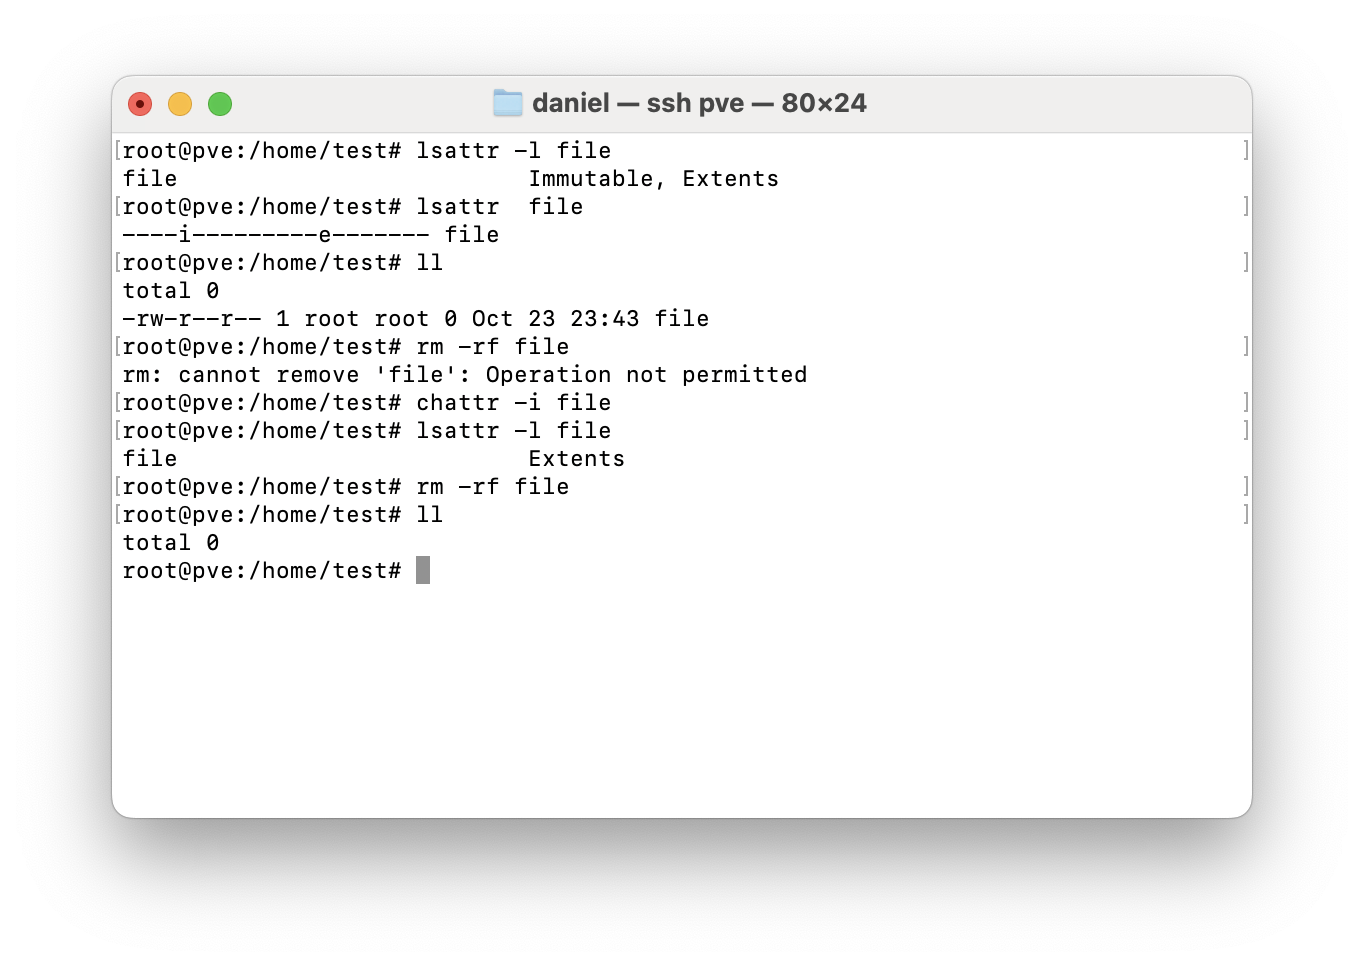 daniel — ssh pve — 80×24
[root@pve:/home/test# lsattr -l file ]
file                         Immutable, Extents
[root@pve:/home/test# lsattr  file ]
----i---------e------- file
[root@pve:/home/test# ll ]
total 0
-rw-r--r-- 1 root root 0 Oct 23 23:43 file
[root@pve:/home/test# rm -rf file ]
rm: cannot remove 'file': Operation not permitted
[root@pve:/home/test# chattr -i file ]
[root@pve:/home/test# lsattr -l file ]
file                         Extents
[root@pve:/home/test# rm -rf file ]
[root@pve:/home/test# ll ]
total 0
root@pve:/home/test#